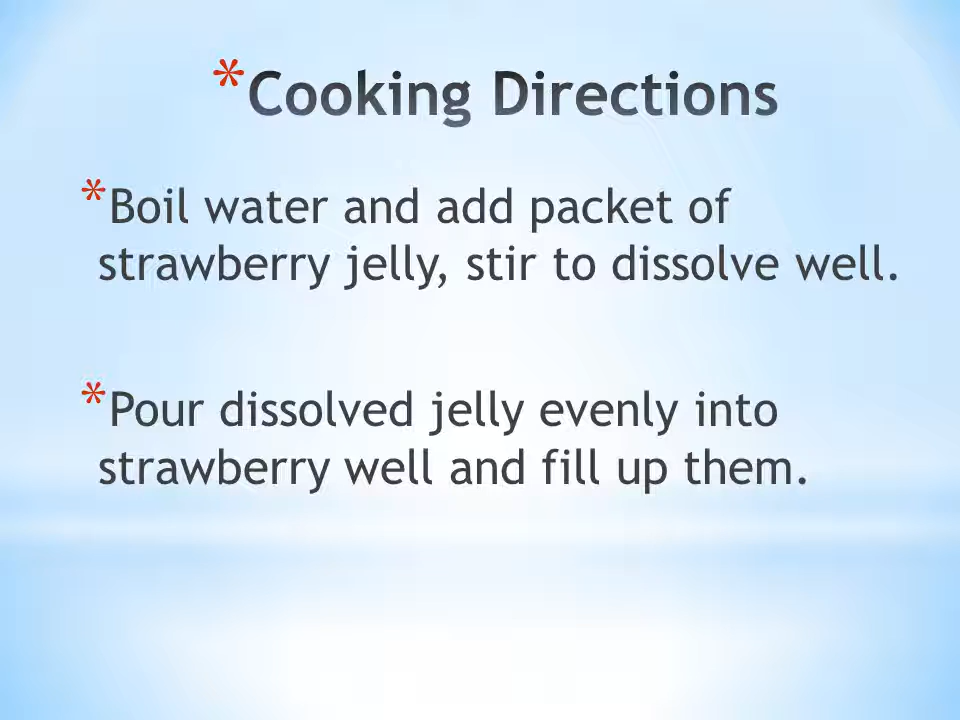 *Cooking Directions
*Boil water and add packet of
strawberry jelly, stir to dissolve well.
*Pour dissolved jelly evenly into
strawberry well and fill up them.